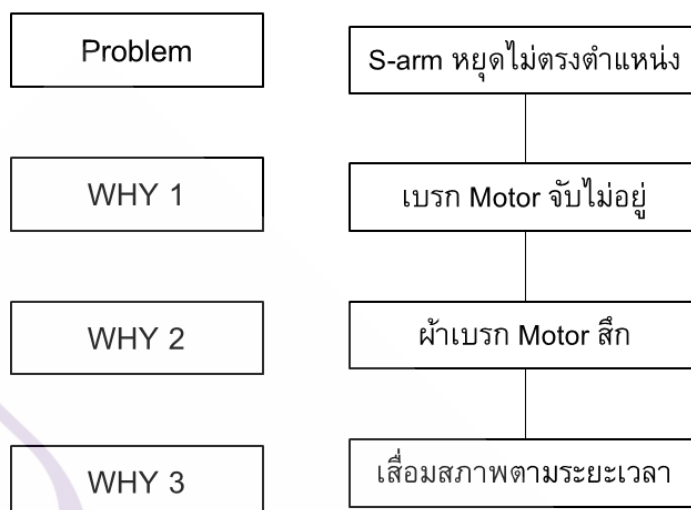 Problem
S-arm หยุดไม่ตรงตำแหน่ง
WHY 1
เบรก Motor จับไม่อยู่
WHY 2
ผ้าเบรก Motor สึก
WHY 3
เสื่อมสภาพตามระยะเวลา